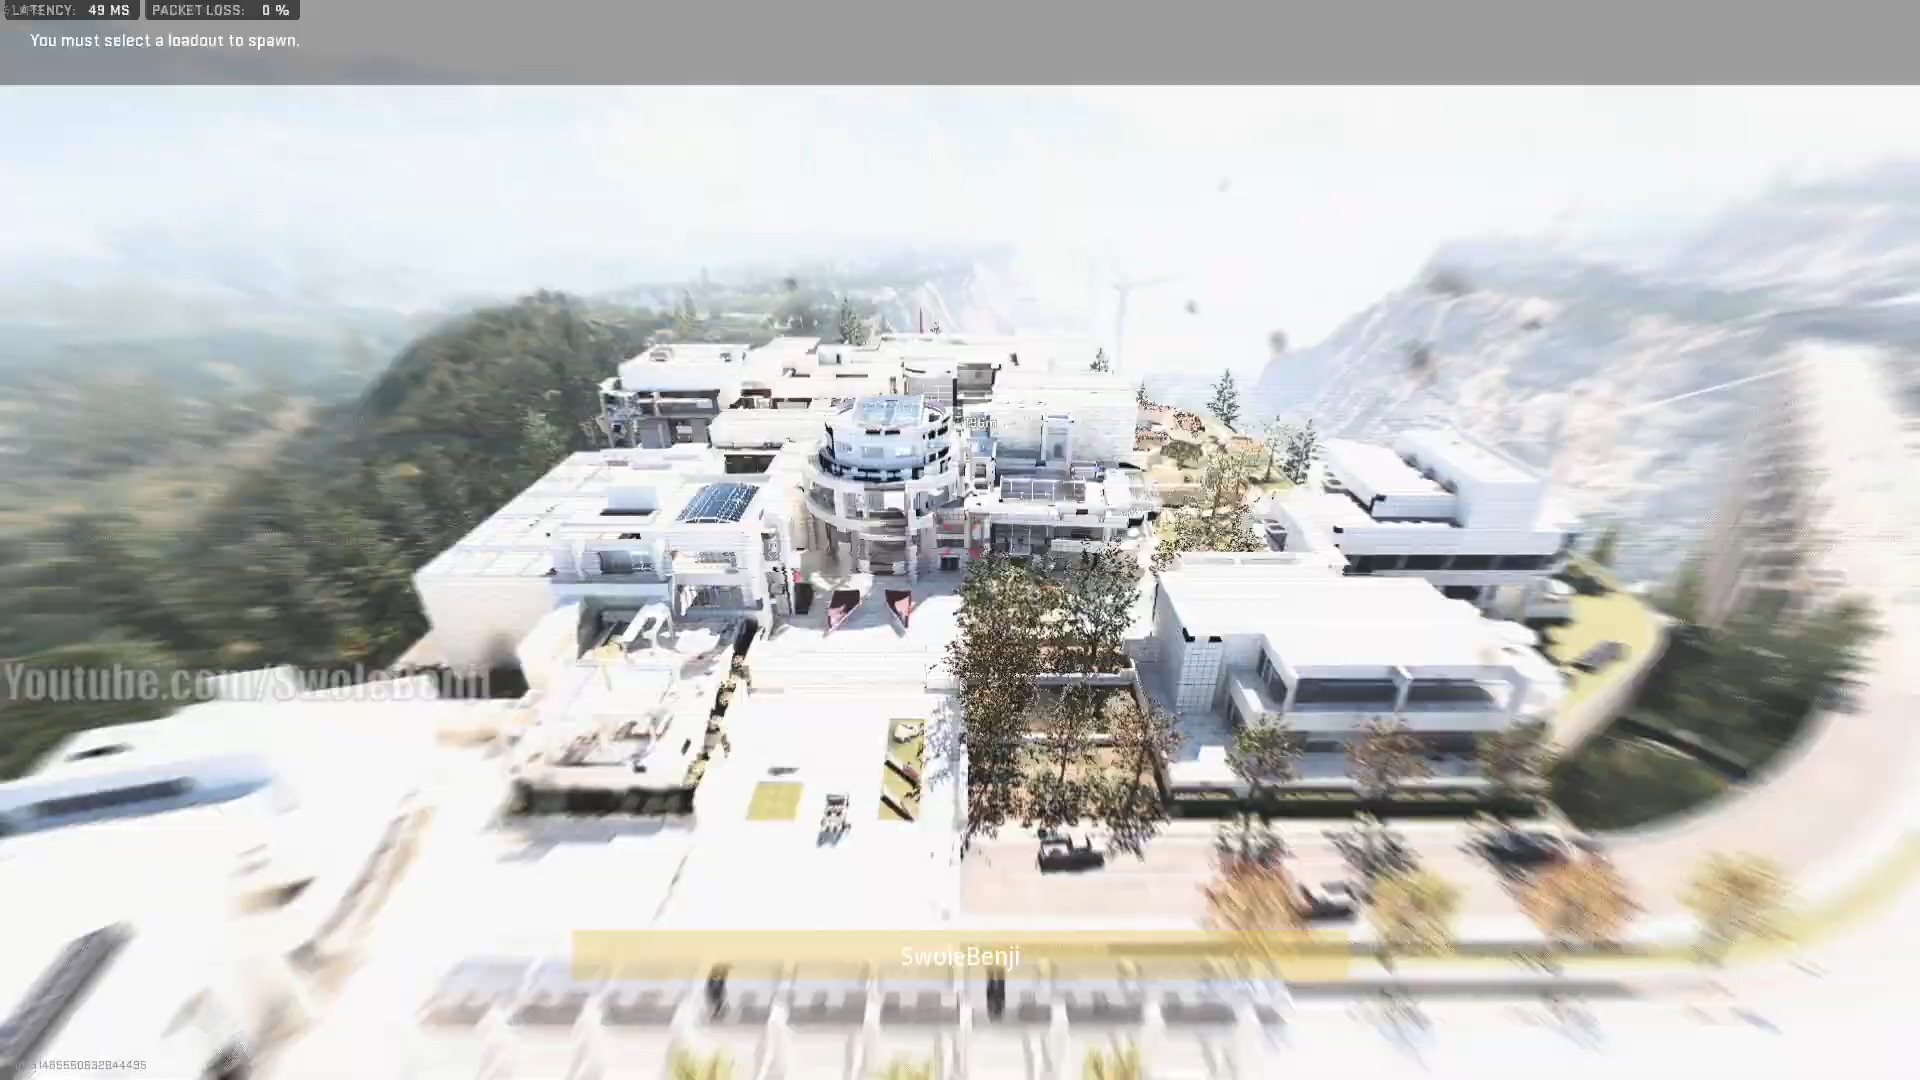 LATENCY: 49 MS PACKET LOSS: 0 %
You must select a loadout to spawn.
Youtube.com/SwoleBenji
SwoleBenji